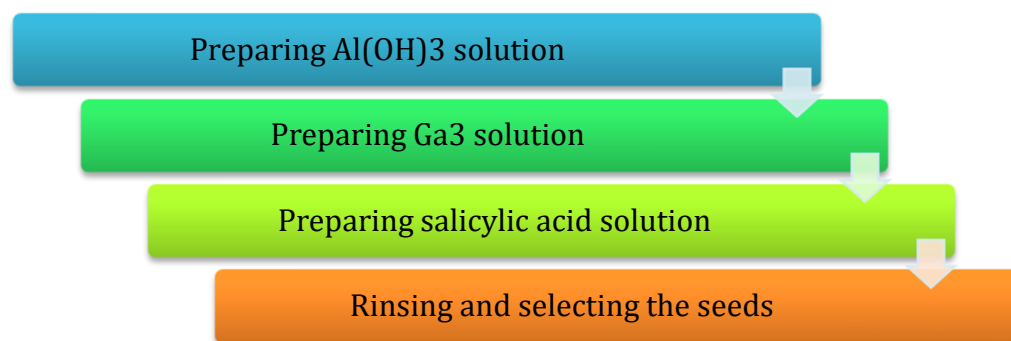 Preparing Al(OH)3 solution
Preparing Ga3 solution
Preparing salicylic acid solution
Rinsing and selecting the seeds